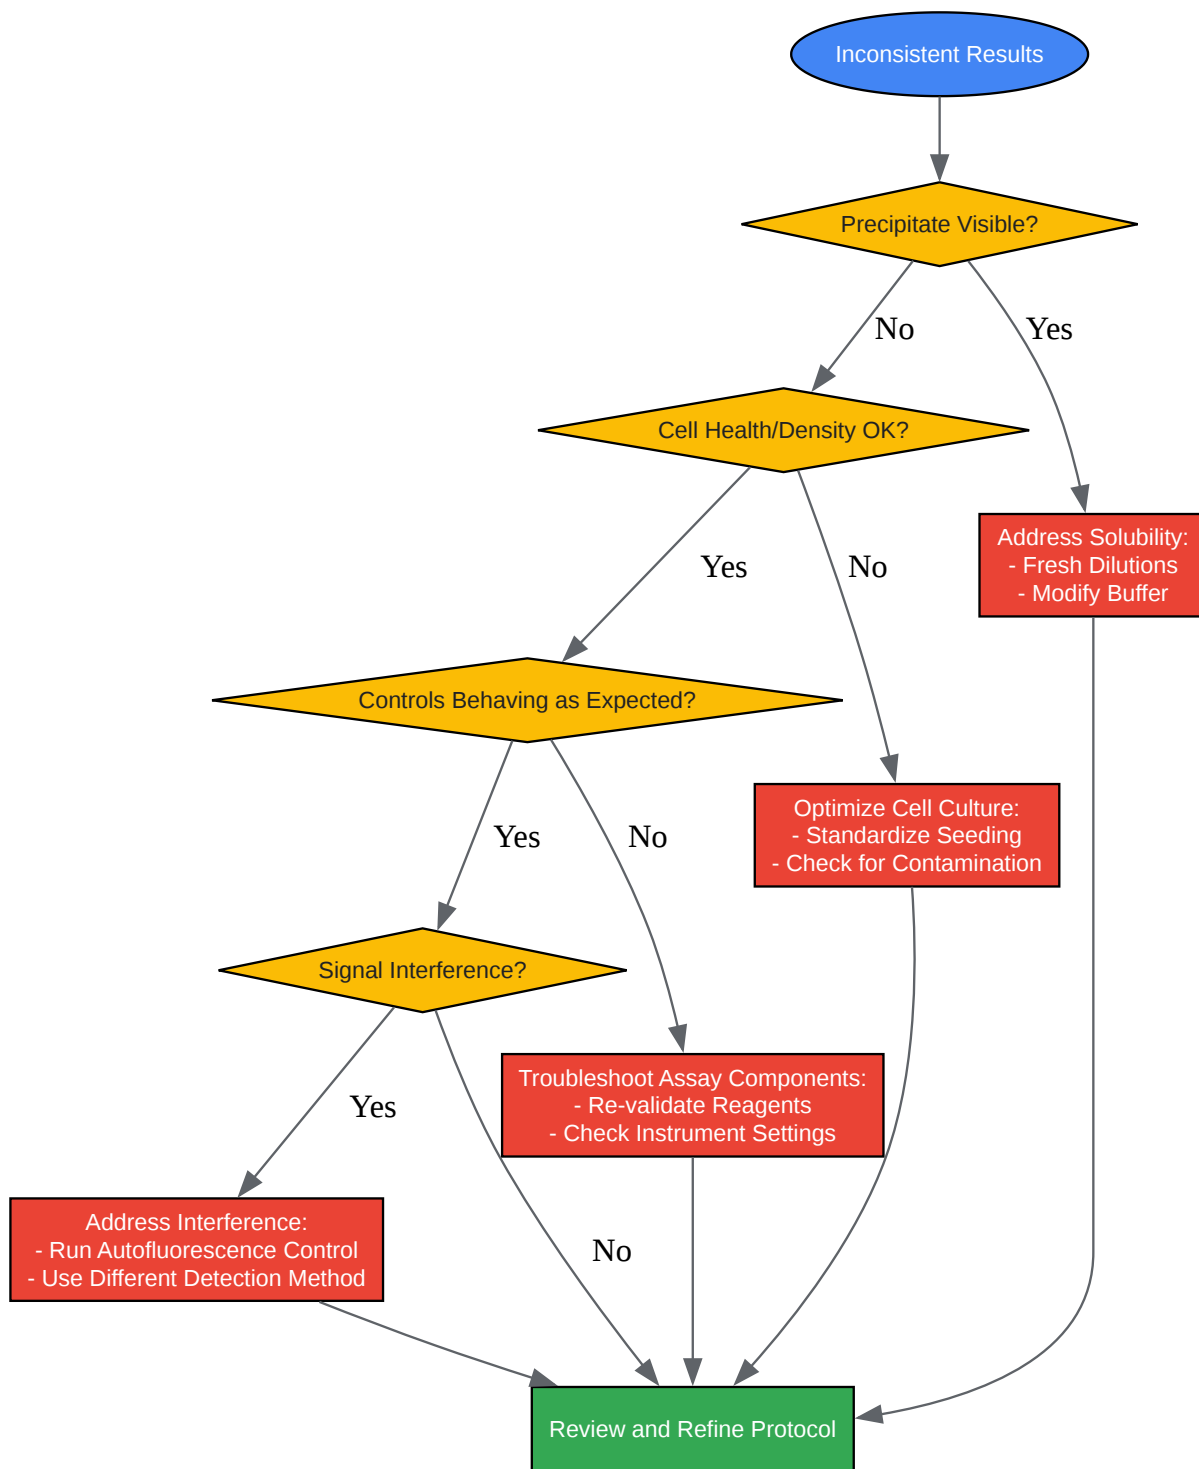 Inconsistent Results
Precipitate Visible?
No
Yes
Cell Health/Density OK?
Address Solubility:
- Fresh Dilutions
- Modify Buffer
Yes
No
Controls Behaving as Expected?
Optimize Cell Culture:
- Standardize Seeding
- Check for Contamination
Yes
No
Signal Interference?
Troubleshoot Assay Components:
- Re-validate Reagents
- Check Instrument Settings
Yes
Address Interference:
- Run Autofluorescence Control
- Use Different Detection Method
No
Review and Refine Protocol